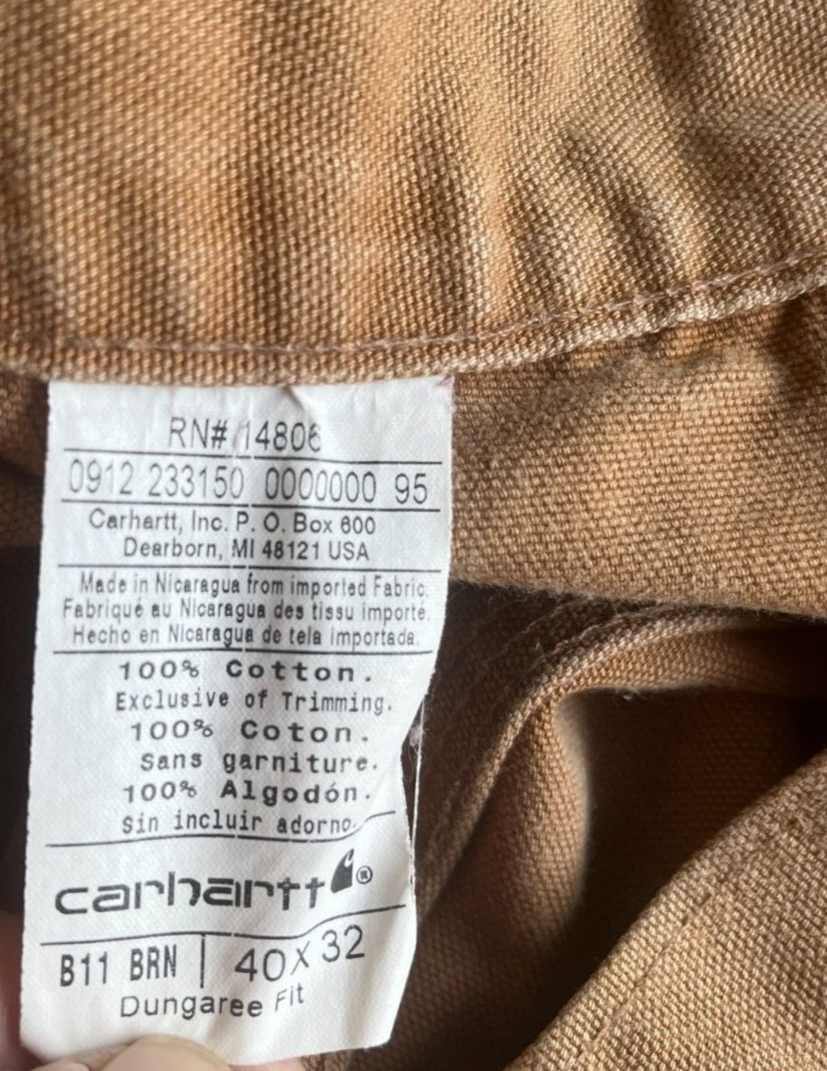 RN# 14806
0912 233150 0000000 95
Carhartt, Inc. P. O. Box 600
Dearborn, MI 48121 USA
Made in Nicaragua from imported Fabric.
Fabriqué au Nicaragua des tissu importé.
Hecho en Nicaragua de tela importada.
100% Cotton.
Exclusive of Trimming.
100% Coton.
Sans garniture.
100% Algodón.
Sin incluir adorno.
carhartt ®
B11 BRN | 40X32
Dungaree Fit